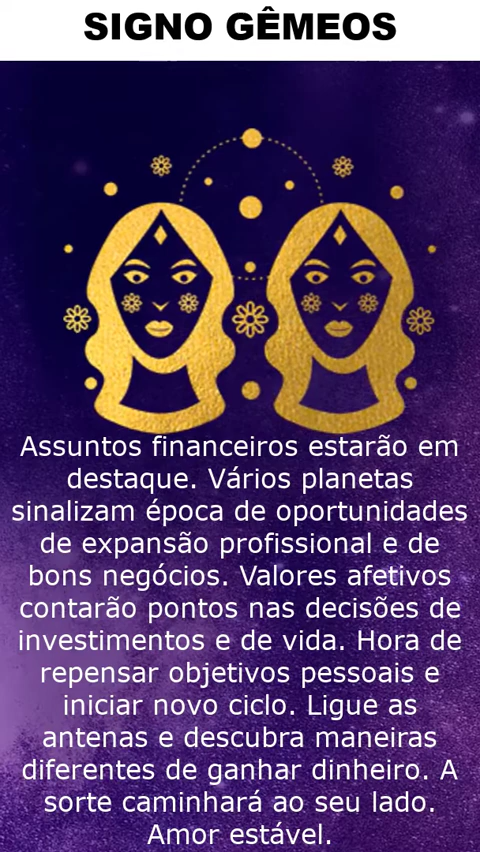 SIGNO GÊMEOS
Assuntos financeiros estarão em
destaque. Vários planetas
sinalizam época de oportunidades
de expansão profissional e de
bons negócios. Valores afetivos
contarão pontos nas decisões de
investimentos e de vida. Hora de
repensar objetivos pessoais e
iniciar novo ciclo. Ligue as
antenas e descubra maneiras
diferentes de ganhar dinheiro. A
sorte caminhará ao seu lado.
Amor estável.